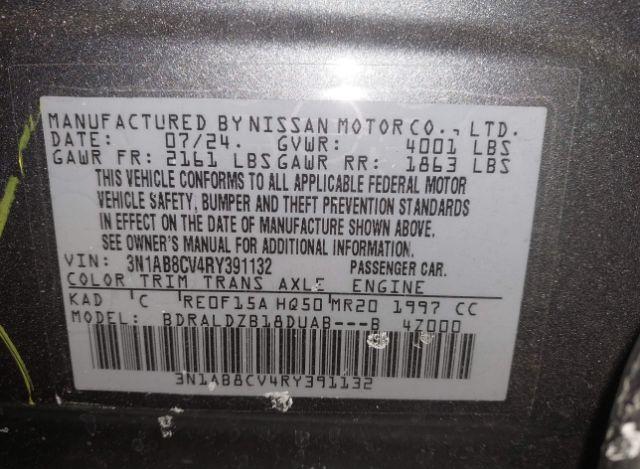 MANUFACTURED BY NISSAN MOTOR CO., LTD.
DATE: 07/24. GVWR: 4001 LBS
GAWR FR: 2161 LBS GAWR RR: 1863 LBS
THIS VEHICLE CONFORMS TO ALL APPLICABLE FEDERAL MOTOR
VEHICLE SAFETY, BUMPER AND THEFT PREVENTION STANDARDS
IN EFFECT ON THE DATE OF MANUFACTURE SHOWN ABOVE.
SEE OWNER'S MANUAL FOR ADDITIONAL INFORMATION.
VIN: 3N1AB8CV4RY391132 PASSENGER CAR.
COLOR TRIM TRANS AXLE ENGINE
KAD C RE0F15A HQ50 MR20 1997 CC
MODEL: BDRALDZB18DUAB---B 4Z000
3N1AB8CV4RY391132